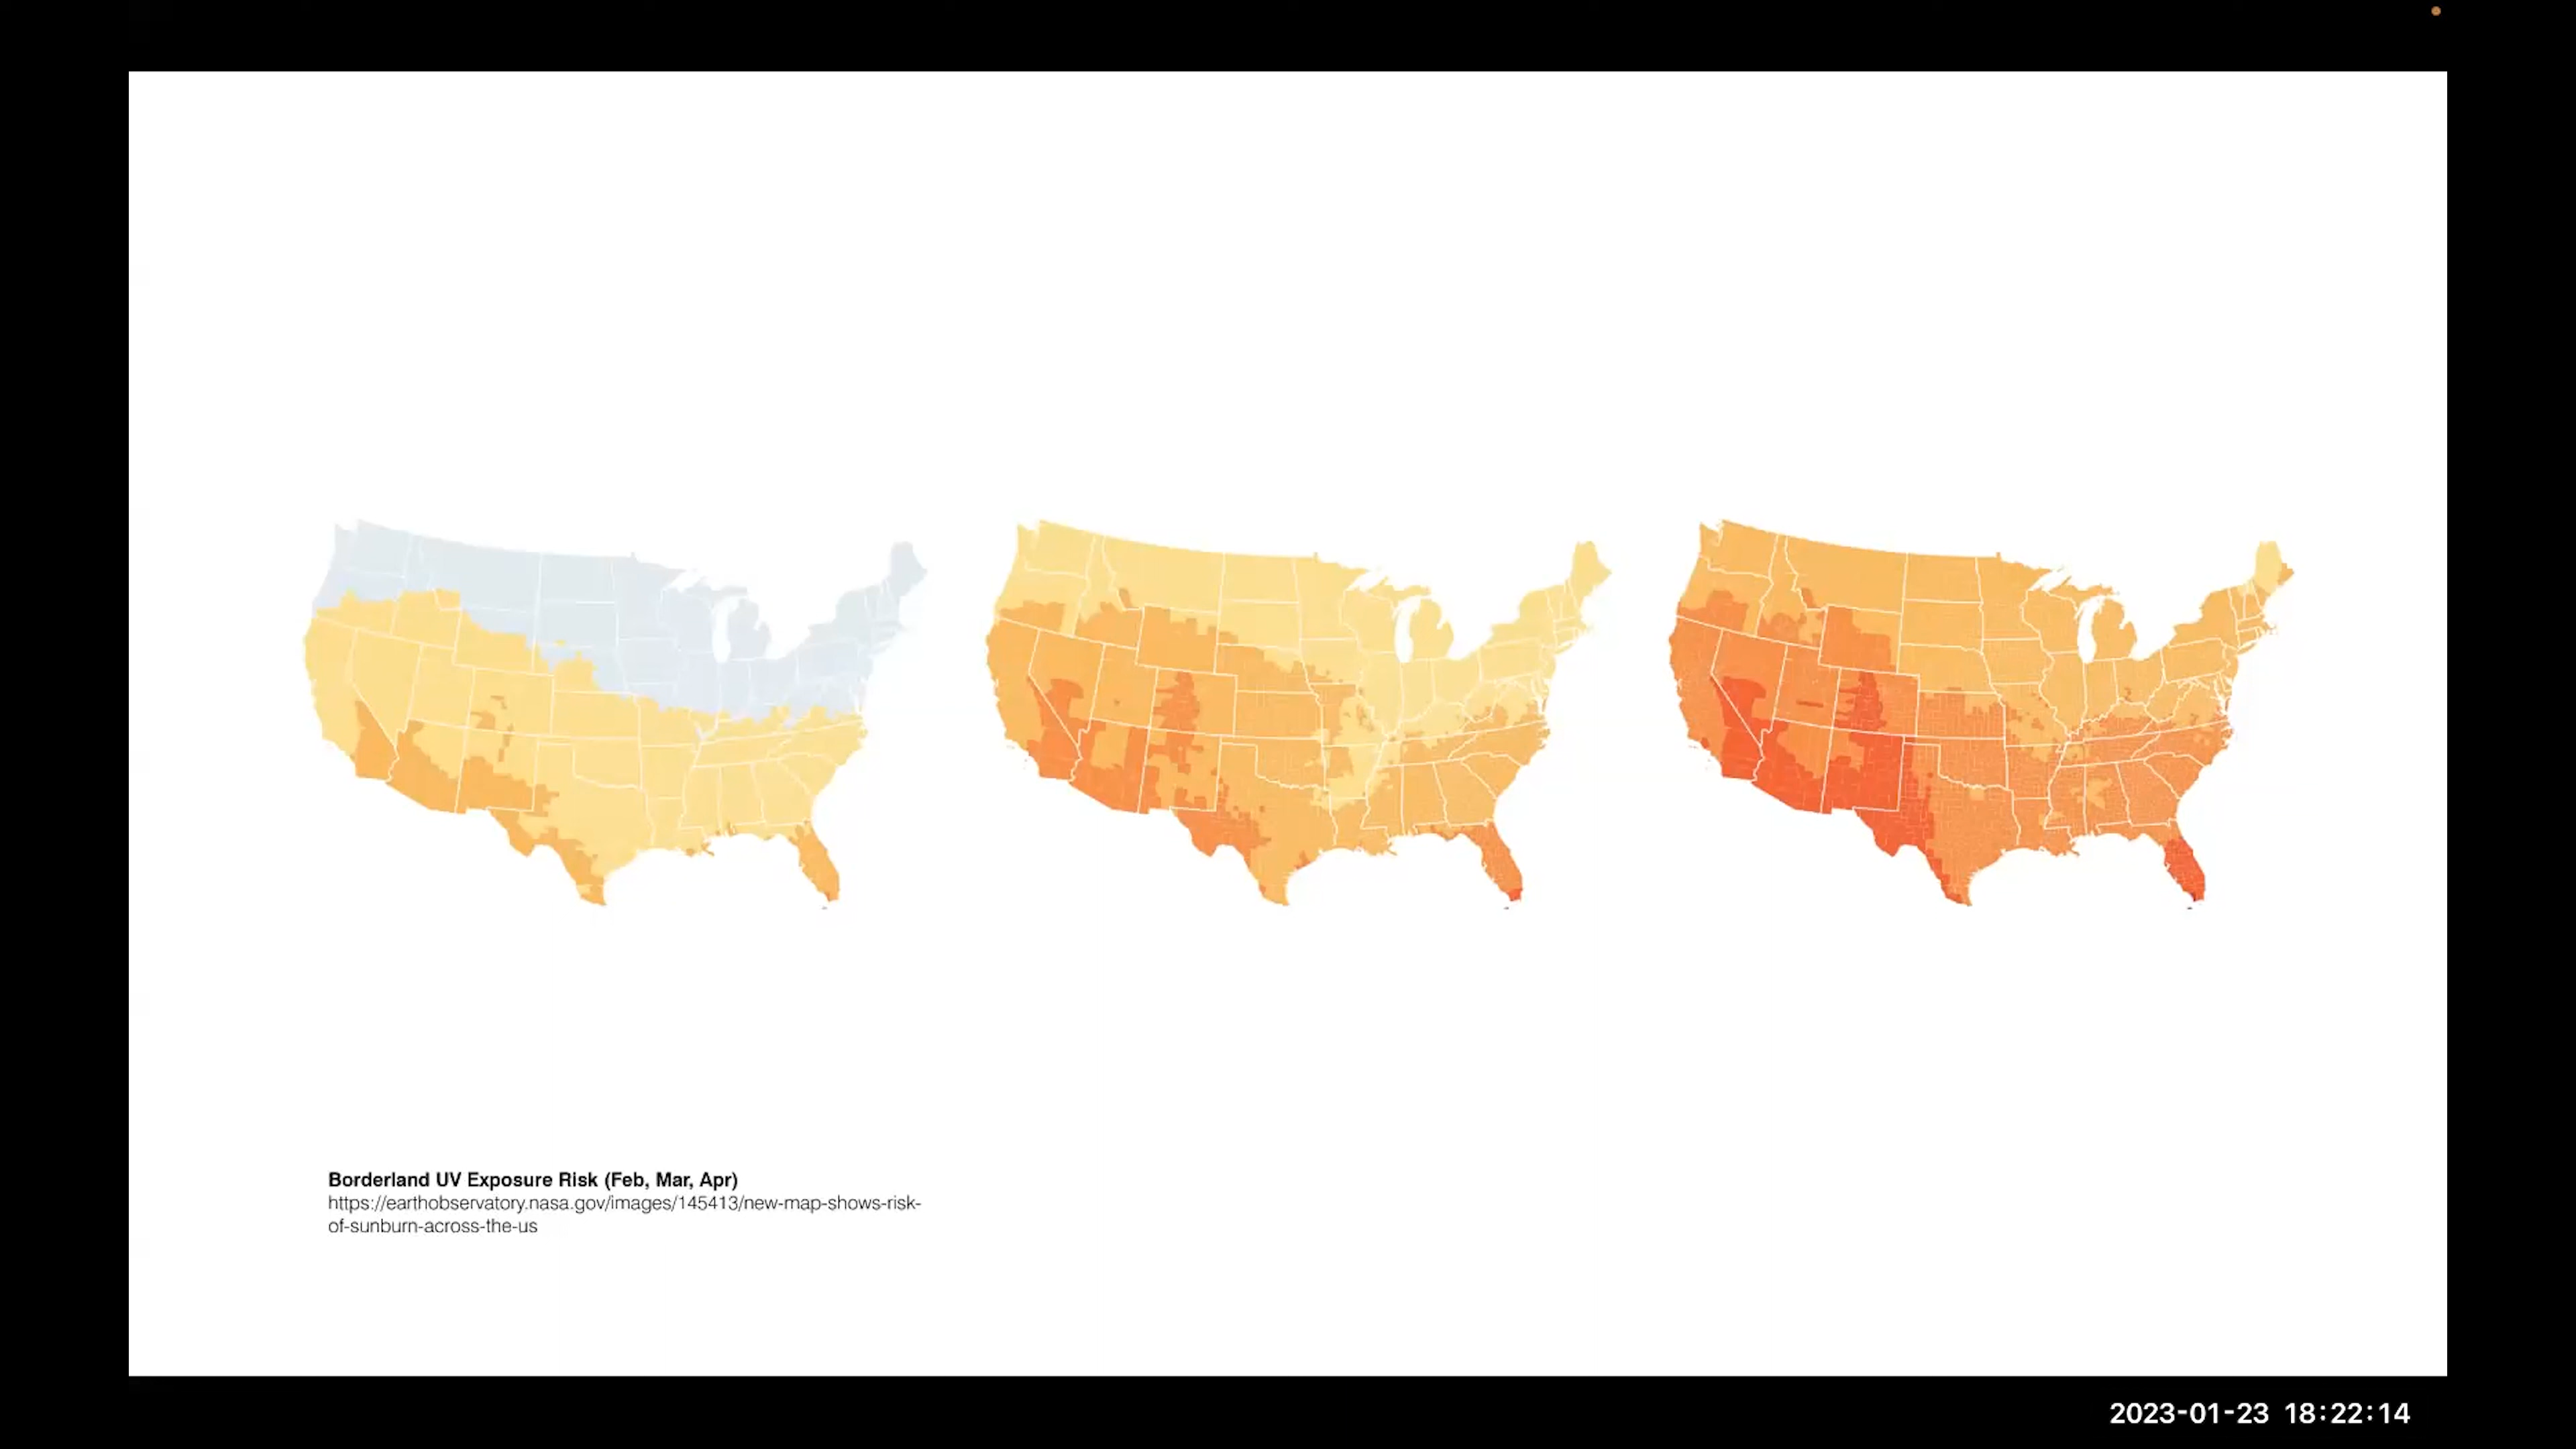 Borderland UV Exposure Risk (Feb, Mar, Apr)
https://earthobservatory.nasa.gov/images/145413/new-map-shows-risk-
of-sunburn-across-the-us
2023-01-23 18:22:14